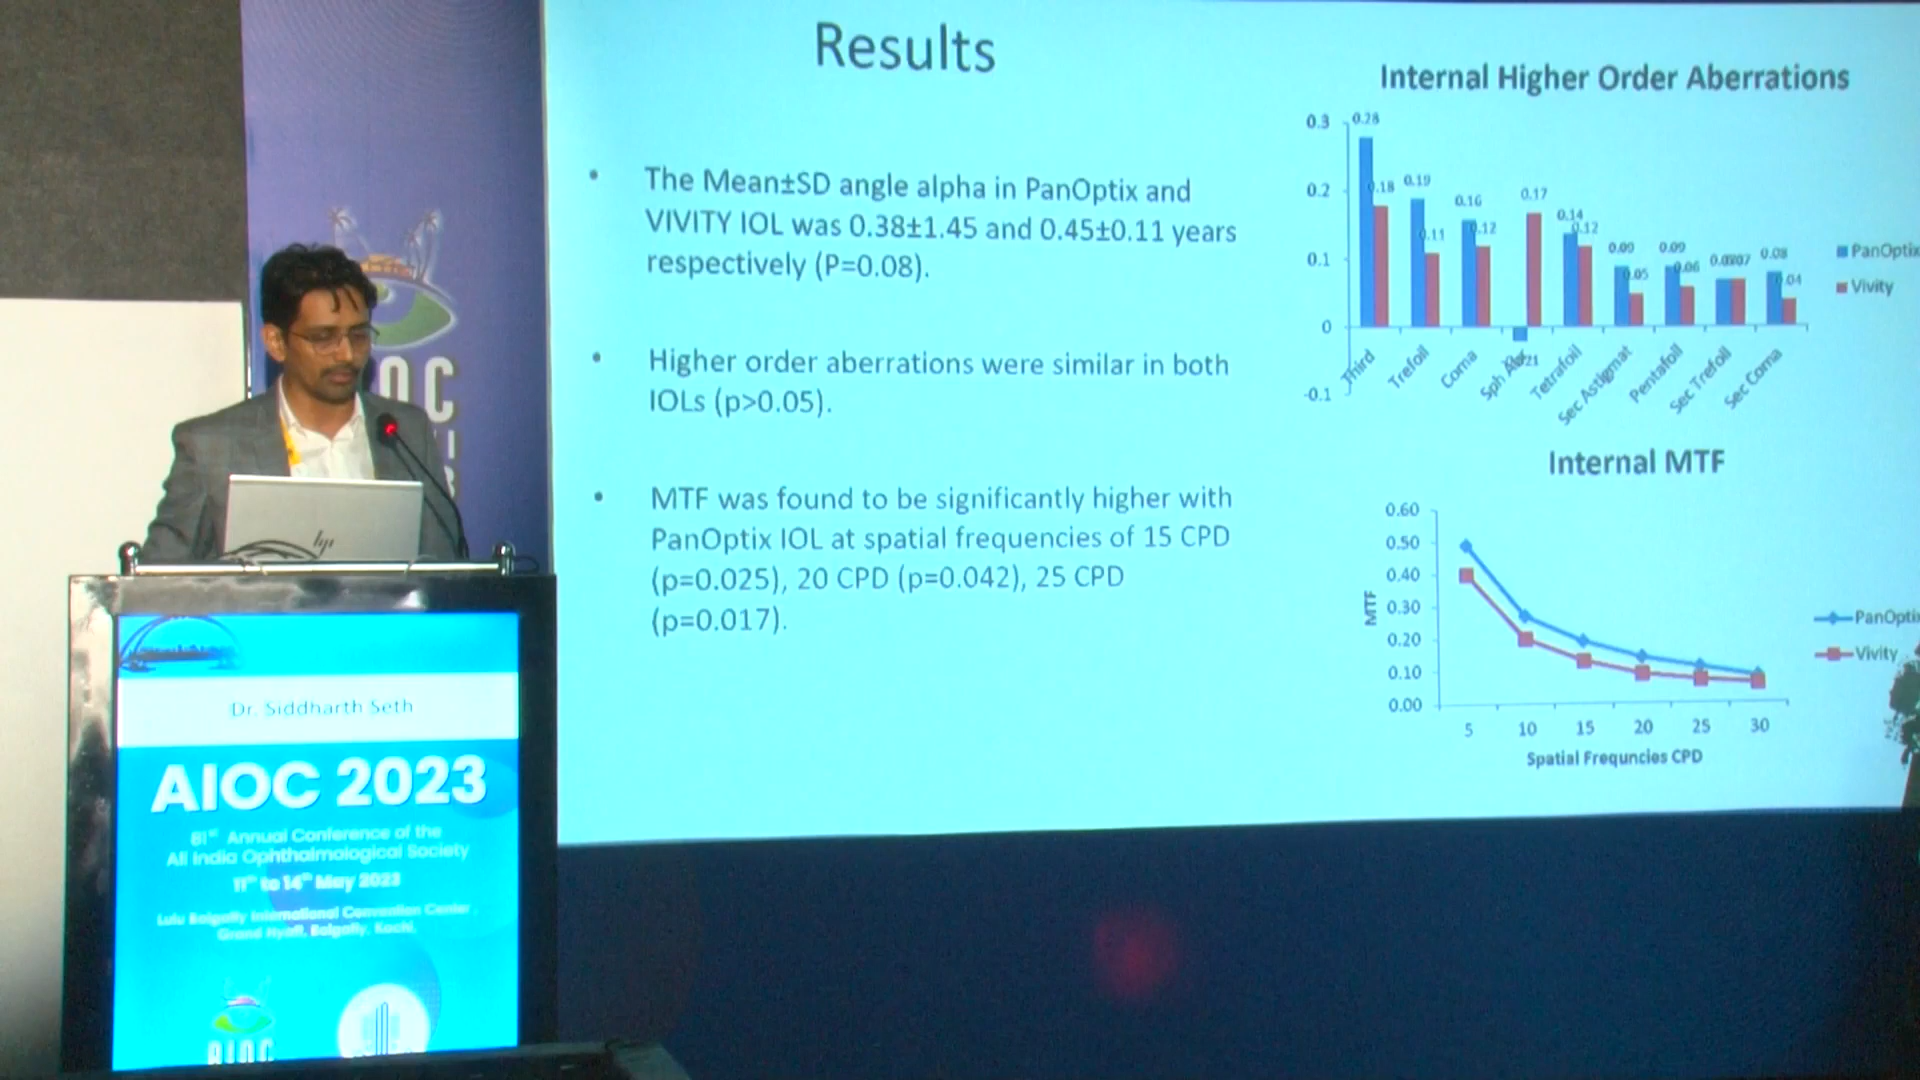 Results
• The Mean±SD angle alpha in PanOptix and
VIVITY IOL was 0.38±1.45 and 0.45±0.11 years
respectively (P=0.08).
• Higher order aberrations were similar in both
IOLs (p>0.05).
• MTF was found to be significantly higher with
PanOptix IOL at spatial frequencies of 15 CPD
(p=0.025), 20 CPD (p=0.042), 25 CPD
(p=0.017).
Internal Higher Order Aberrations
0.3
0.2
0.1
0
-0.1
0.28
0.18
0.19
0.11
0.16
0.12
0.17
0.14
0.12
0.09
0.05
0.09
0.06
0.08
0.04
Third
Trefoil
Coma
Tetrafoil
Sec Astigmat
Pentafoil
Sec Trefoil
Sec Coma
PanOptix
Vivity
Internal MTF
MTF
0.60
0.50
0.40
0.30
0.20
0.10
0.00
5 10 15 20 25 30
Spatial Frequncies CPD
PanOptix
Vivity
hp
Dr. Siddharth Seth
AIOC 2023
81st Annual Conference of the
All India Ophthalmological Society
11th to 14th May 2023
Lulu Bolgatty International Convention Center,
Grand Hyatt, Bolgatty, Kochi.
AIOC